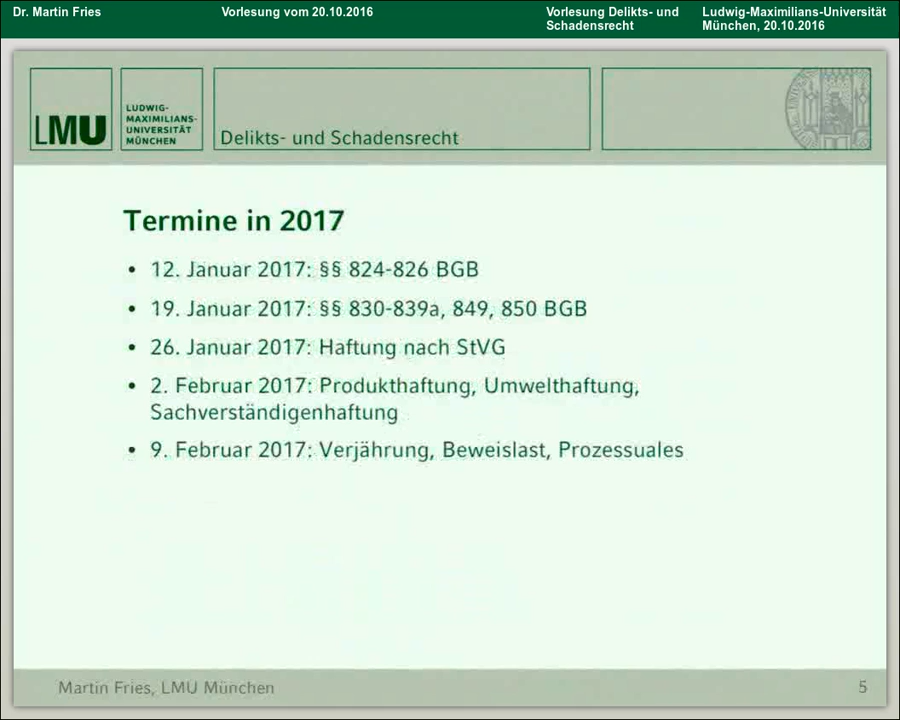 Dr. Martin Fries
Vorlesung vom 20.10.2016
Vorlesung Delikts- und
Schadensrecht
Ludwig-Maximilians-Universität
München, 20.10.2016
LMU
LUDWIG-
MAXIMILIANS-
UNIVERSITÄT
MÜNCHEN
Delikts- und Schadensrecht
Termine in 2017
• 12. Januar 2017: §§ 824-826 BGB
• 19. Januar 2017: §§ 830-839a, 849, 850 BGB
• 26. Januar 2017: Haftung nach StVG
• 2. Februar 2017: Produkthaftung, Umwelthaftung,
Sachverständigenhaftung
• 9. Februar 2017: Verjährung, Beweislast, Prozessuales
Martin Fries, LMU München
5